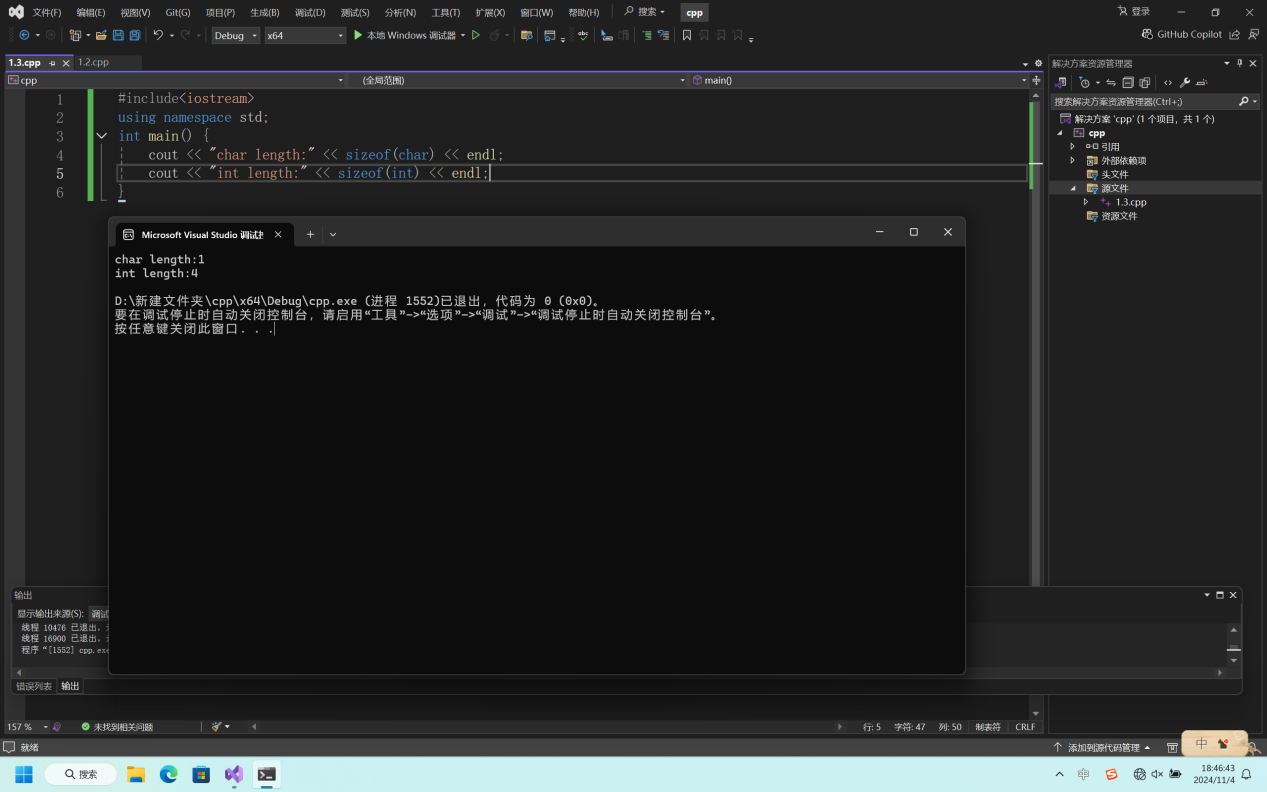 文件(F) 编辑(E) 视图(V) Git(G) 项目(P) 生成(B) 调试(D) 测试(S) 分析(N) 工具(T) 扩展(X) 窗口(W) 帮助(H) 搜索 cpp 登录
Debug x64 本地 Windows 调试器 GitHub Copilot
1.3.cpp 1.2.cpp
cpp (全局范围) main()
1 #include<iostream>
2 using namespace std;
3 int main() {
4 cout << "char length:" << sizeof(char) << endl;
5 cout << "int length:" << sizeof(int) << endl;
6 }
解决方案资源管理器
搜索解决方案资源管理器(Ctrl+;)
解决方案 'cpp' (1 个项目, 共 1 个)
cpp
引用
外部依赖项
头文件
源文件
1.3.cpp
资源文件
Microsoft Visual Studio 调试控
char length:1
int length:4
D:\新建文件夹\cpp\x64\Debug\cpp.exe (进程 1552)已退出，代码为 0 (0x0)。
要在调试停止时自动关闭控制台，请启用“工具”->“选项”->“调试”->“调试停止时自动关闭控制台”。
按任意键关闭此窗口. . .
输出
显示输出来源(S): 调试
线程 10476 已退出，
线程 16900 已退出，
程序 “[1552] cpp.exe
错误列表 输出
157 % 未找到相关问题 行: 5 字符: 47 列: 50 制表符 CRLF
就绪 添加到源代码管理 中
搜索 中 18:46:43
2024/11/4